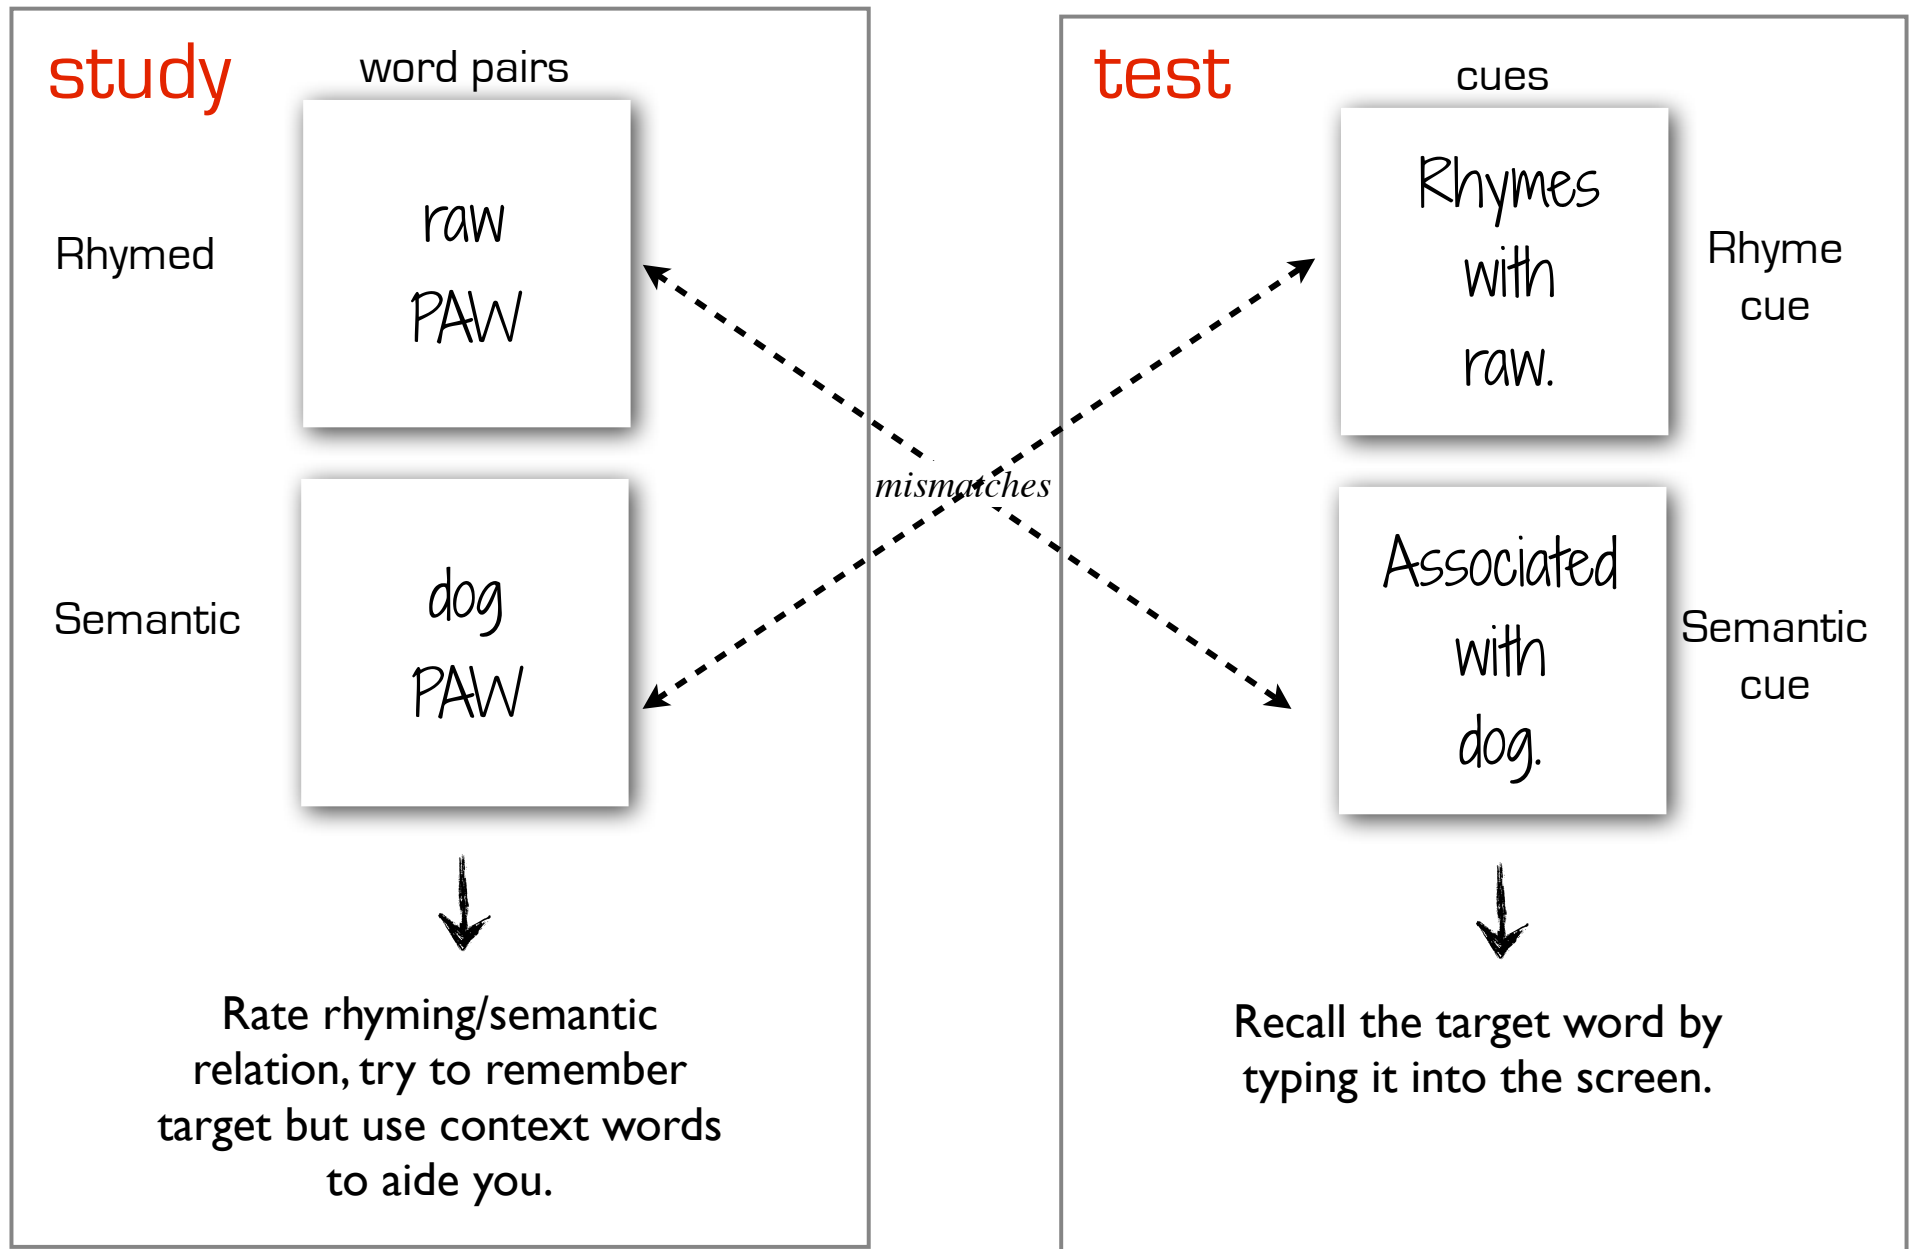 study
word pairs
Rhymed
raw
PAW
Semantic
dog
PAW
Rate rhyming/semantic
relation, try to remember
target but use context words
to aide you.
mismatches
test
cues
Rhymes
with
raw.
Rhyme
cue
Associated
with
dog.
Semantic
cue
Recall the target word by
typing it into the screen.